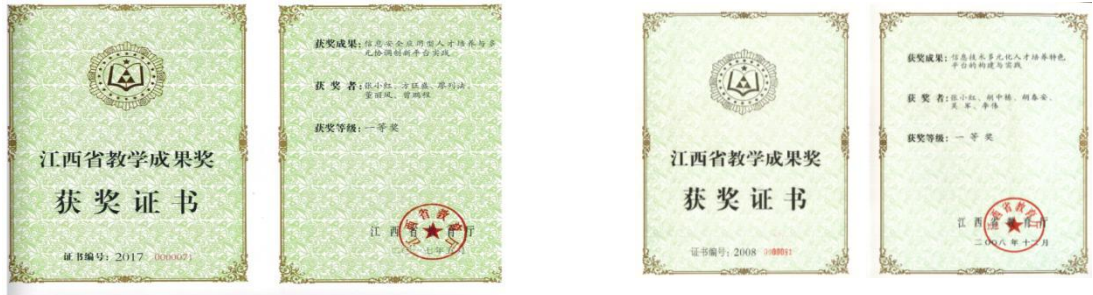 江西省教学成果奖
获奖证书
证书编号：2017 0000071
获奖成果：信息安全应用型人才培养与多
元协调创新平台实践
获 奖 者：张小红、方旺盛、廖列法、
董丽凤、曾鹏程
获奖等级：一等奖
江西省教育厅
江西省教学成果奖
获奖证书
证书编号：2008
获奖成果：信息技术多元化人才培养特色
平台的构建与实践
获 奖 者：张小红、胡中栋、胡春安、
吴军、李伟
获奖等级：一等奖
江西省教育厅
二〇〇八年十二月